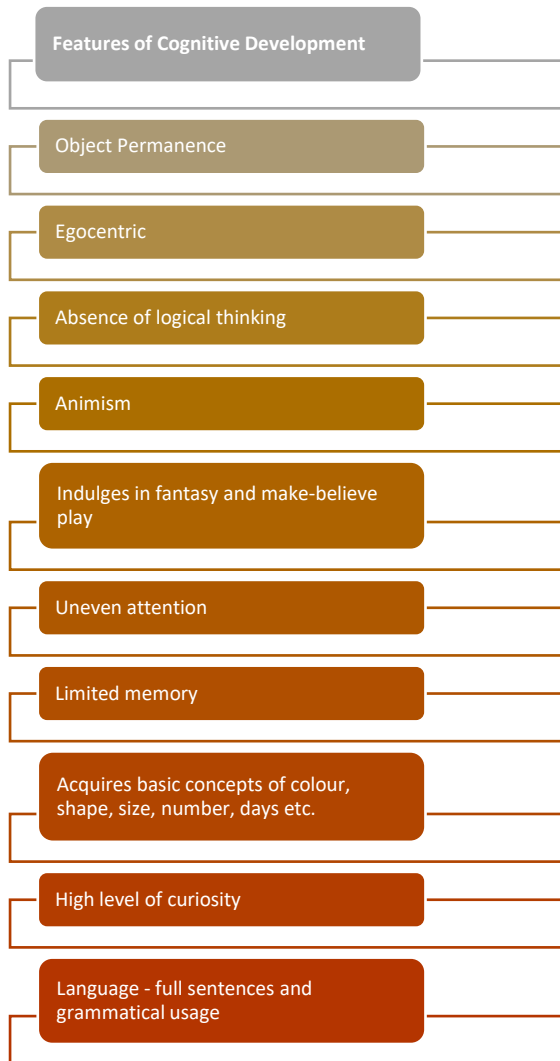 Features of Cognitive Development
Object Permanence
Egocentric
Absence of logical thinking
Animism
Indulges in fantasy and make-believe
play
Uneven attention
Limited memory
Acquires basic concepts of colour,
shape, size, number, days etc.
High level of curiosity
Language - full sentences and
grammatical usage